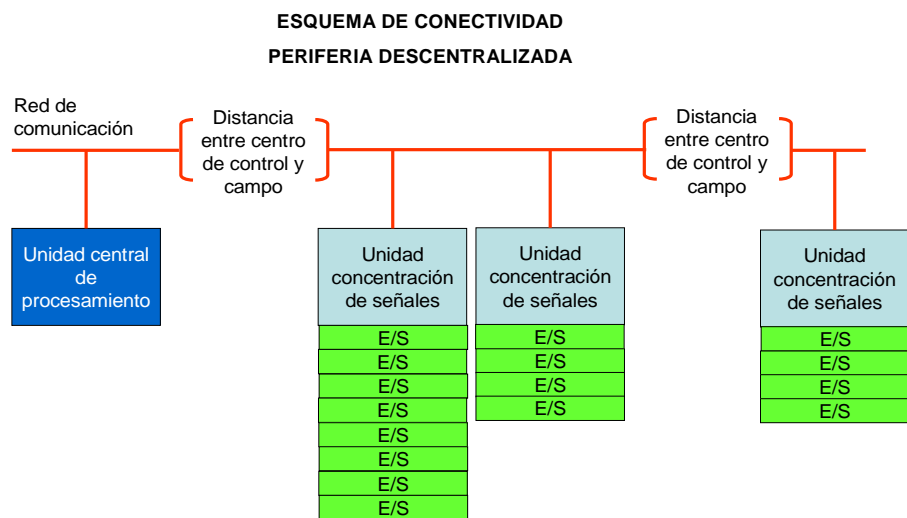 ESQUEMA DE CONECTIVIDAD
PERIFERIA DESCENTRALIZADA
Red de
comunicación
Distancia
entre centro
de control y
campo
Distancia
entre centro
de control y
campo
Unidad central
de
procesamiento
Unidad
concentración
de señales
E/S
E/S
E/S
E/S
E/S
E/S
E/S
E/S
Unidad
concentración
de señales
E/S
E/S
E/S
E/S
Unidad
concentración
de señales
E/S
E/S
E/S
E/S